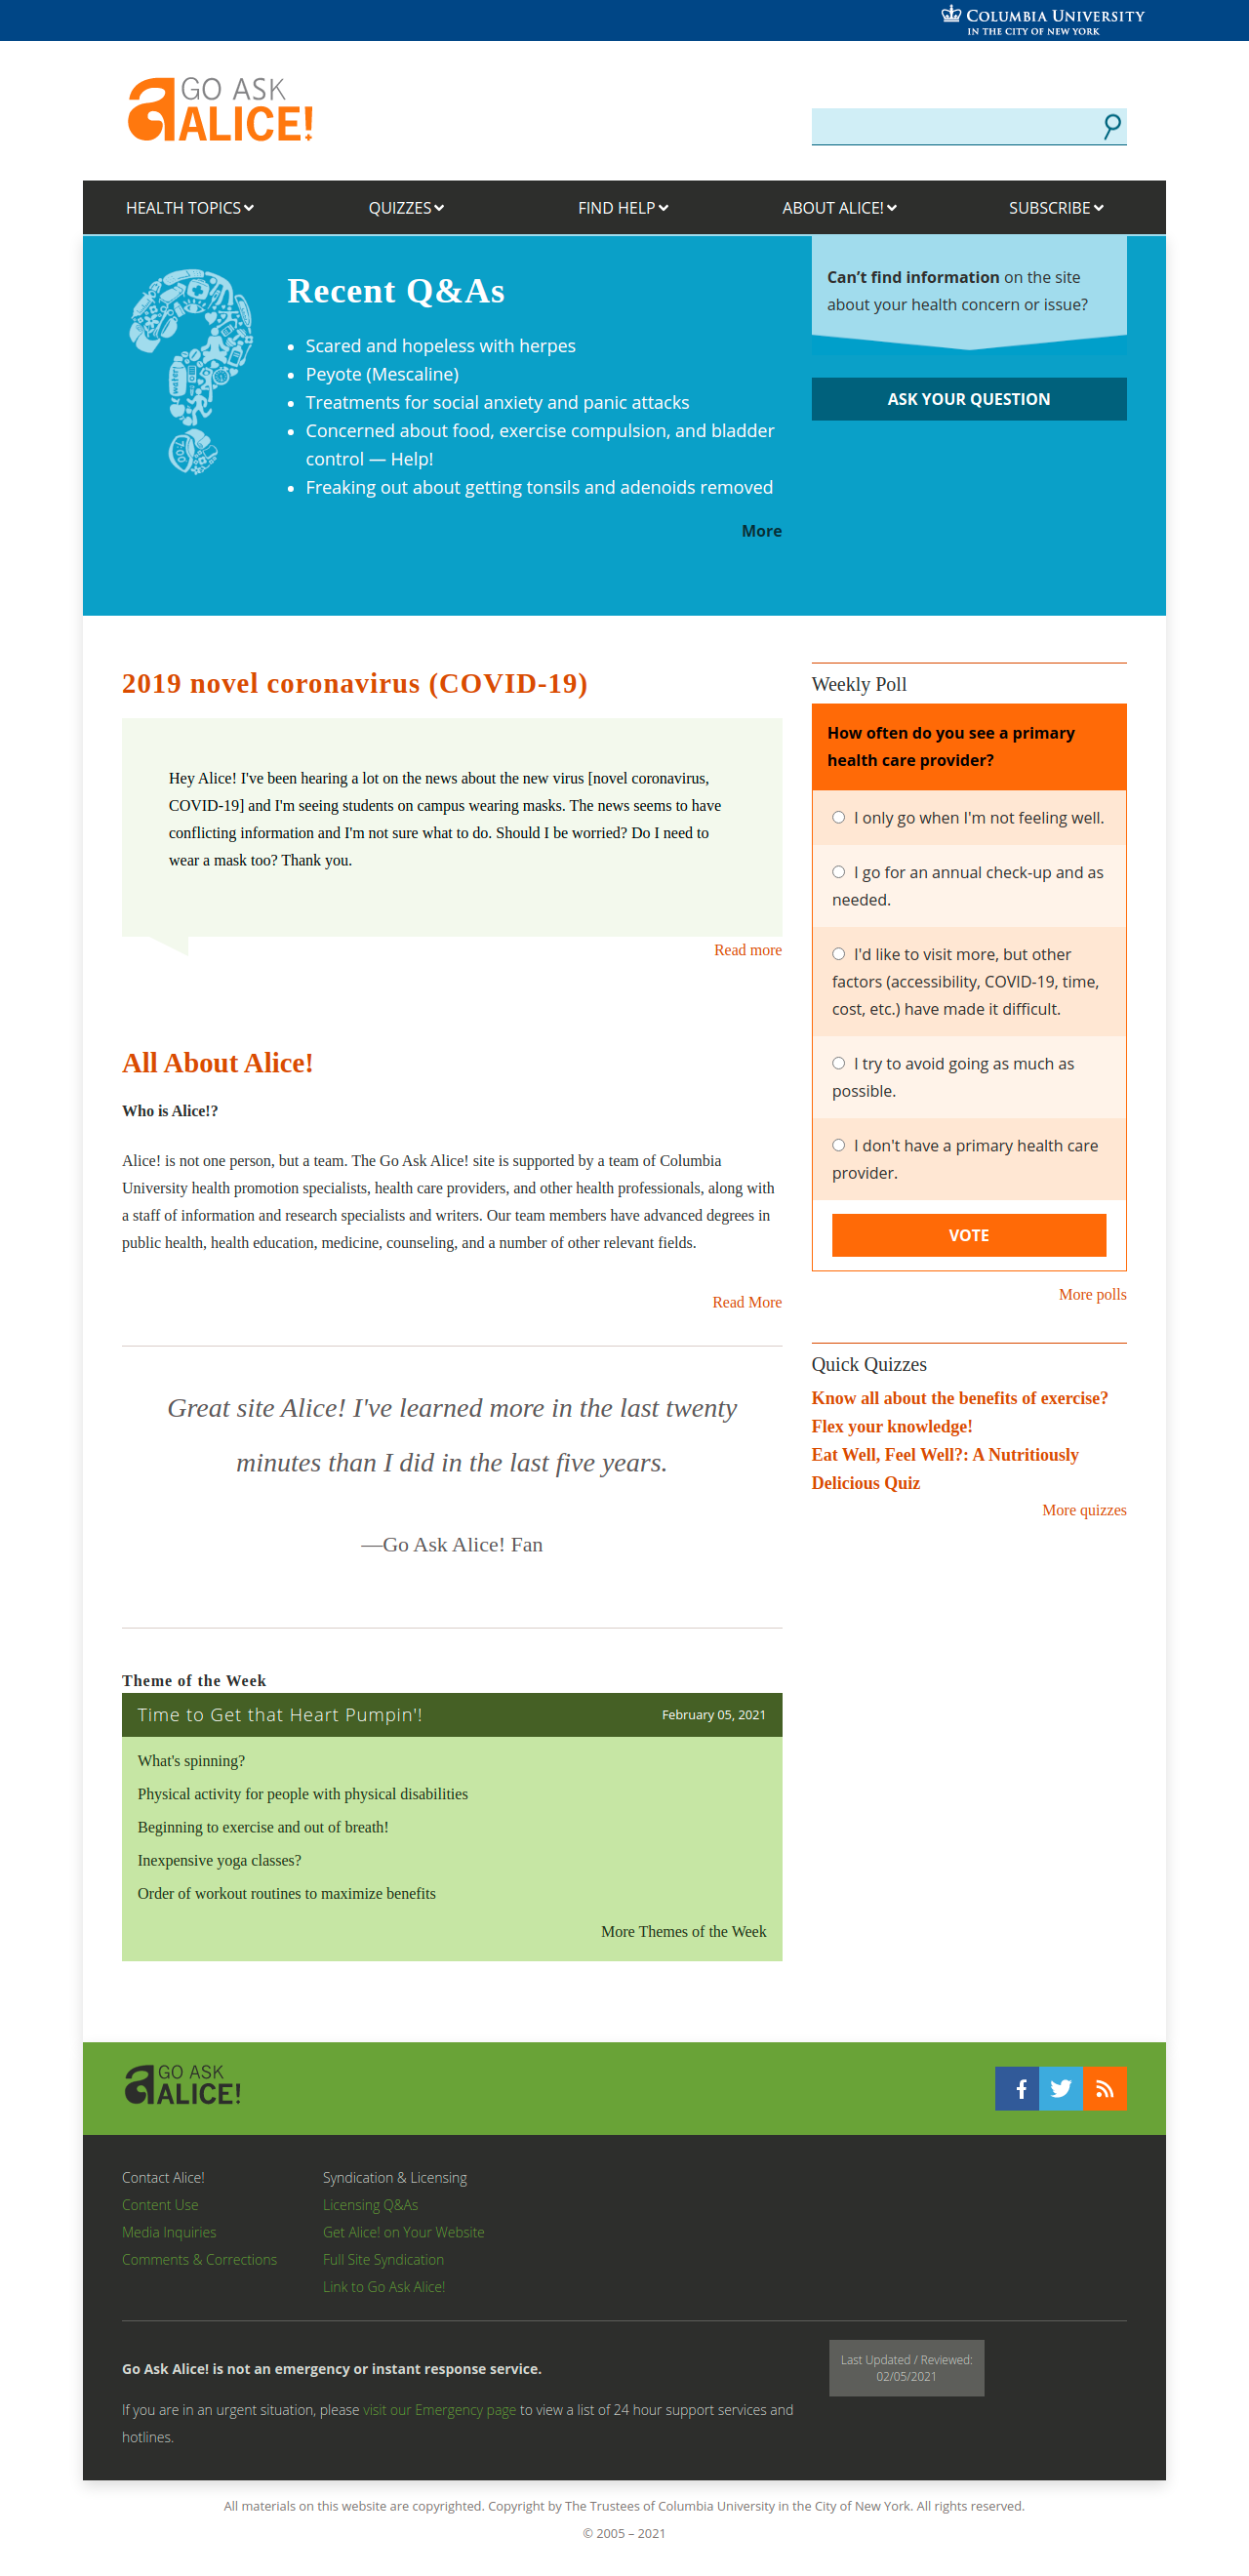 COLUMBIA UNIVERSITY
IN THE CITY OF NEW YORK
GO ASK
ALICE!
HEALTH TOPICS
QUIZZES
FIND HELP
ABOUT ALICE!
SUBSCRIBE
Recent Q&As
Scared and hopeless with herpes
Peyote (Mescaline)
Treatments for social anxiety and panic attacks
Concerned about food, exercise compulsion, and bladder
control — Help!
Freaking out about getting tonsils and adenoids removed
More
Can’t find information on the site
about your health concern or issue?
ASK YOUR QUESTION
2019 novel coronavirus (COVID-19)
Hey Alice! I've been hearing a lot on the news about the new virus [novel coronavirus,
COVID-19] and I'm seeing students on campus wearing masks. The news seems to have
conflicting information and I'm not sure what to do. Should I be worried? Do I need to
wear a mask too? Thank you.
Read more
All About Alice!
Who is Alice!?
Alice! is not one person, but a team. The Go Ask Alice! site is supported by a team of Columbia
University health promotion specialists, health care providers, and other health professionals, along with
a staff of information and research specialists and writers. Our team members have advanced degrees in
public health, health education, medicine, counseling, and a number of other relevant fields.
Read More
Great site Alice! I've learned more in the last twenty
minutes than I did in the last five years.
—Go Ask Alice! Fan
Theme of the Week
Time to Get that Heart Pumpin'!
February 05, 2021
What's spinning?
Physical activity for people with physical disabilities
Beginning to exercise and out of breath!
Inexpensive yoga classes?
Order of workout routines to maximize benefits
More Themes of the Week
Weekly Poll
How often do you see a primary
health care provider?
I only go when I'm not feeling well.
I go for an annual check-up and as
needed.
I'd like to visit more, but other
factors (accessibility, COVID-19, time,
cost, etc.) have made it difficult.
I try to avoid going as much as
possible.
I don't have a primary health care
provider.
VOTE
More polls
Quick Quizzes
Know all about the benefits of exercise?
Flex your knowledge!
Eat Well, Feel Well?: A Nutritiously
Delicious Quiz
More quizzes
GO ASK
ALICE!
Contact Alice!
Content Use
Media Inquiries
Comments & Corrections
Syndication & Licensing
Licensing Q&As
Get Alice! on Your Website
Full Site Syndication
Link to Go Ask Alice!
Go Ask Alice! is not an emergency or instant response service.
If you are in an urgent situation, please visit our Emergency page to view a list of 24 hour support services and
hotlines.
Last Updated / Reviewed:
02/05/2021
All materials on this website are copyrighted. Copyright by The Trustees of Columbia University in the City of New York. All rights reserved.
© 2005 – 2021